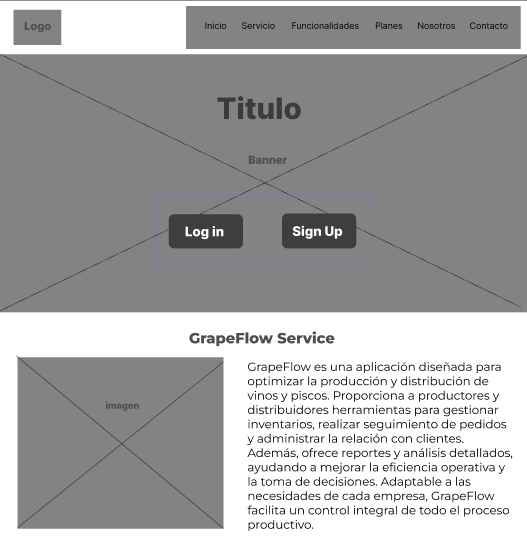 Logo
Inicio Servicio Funcionalidades Planes Nosotros Contacto
Titulo
Banner
Log in
Sign Up
GrapeFlow Service
imagen
GrapeFlow es una aplicación diseñada para
optimizar la producción y distribución de
vinos y piscos. Proporciona a productores y
distribuidores herramientas para gestionar
inventarios, realizar seguimiento de pedidos
y administrar la relación con clientes.
Además, ofrece reportes y análisis detallados,
ayudando a mejorar la eficiencia operativa y
la toma de decisiones. Adaptable a las
necesidades de cada empresa, GrapeFlow
facilita un control integral de todo el proceso
productivo.